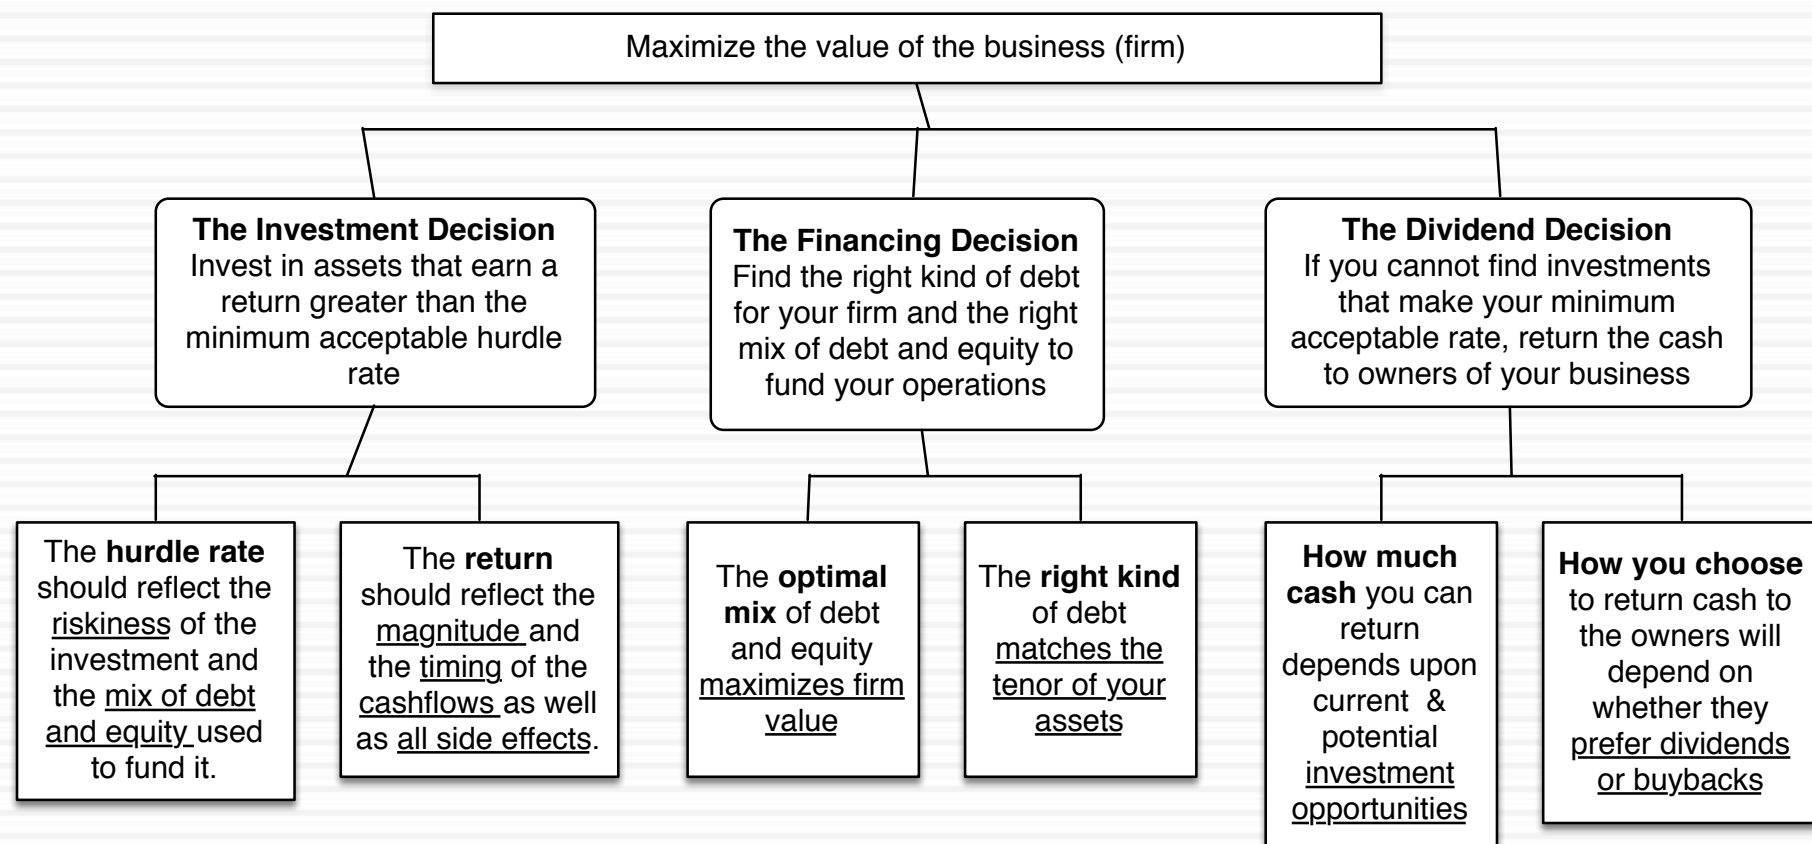 Maximize the value of the business (firm)
The Investment Decision
Invest in assets that earn a
return greater than the
minimum acceptable hurdle
rate
The Financing Decision
Find the right kind of debt
for your firm and the right
mix of debt and equity to
fund your operations
The Dividend Decision
If you cannot find investments
that make your minimum
acceptable rate, return the cash
to owners of your business
The hurdle rate
should reflect the
riskiness of the
investment and
the mix of debt
and equity used
to fund it.
The return
should reflect the
magnitude and
the timing of the
cashflows as well
as all side effects.
The optimal
mix of debt
and equity
maximizes firm
value
The right kind
of debt
matches the
tenor of your
assets
How much
cash you can
return
depends upon
current &
potential
investment
opportunities
How you choose
to return cash to
the owners will
depend on
whether they
prefer dividends
or buybacks